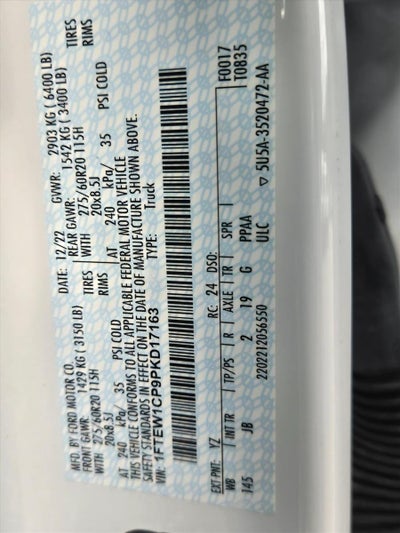 MFD. BY FORD MOTOR CO.
DATE: 12/22 GVWR: 2903 KG ( 6400 LB)
FRONT GAWR: 1429 KG ( 3150 LB) REAR GAWR: 1542 KG ( 3400 LB)
WITH 275/60R20 115H TIRES WITH 275/60R20 115H TIRES
20x8.5J RIMS 20x8.5J RIMS
AT 240 kPa/ 35 PSI COLD AT 240 kPa/ 35 PSI COLD
THIS VEHICLE CONFORMS TO ALL APPLICABLE FEDERAL MOTOR VEHICLE
SAFETY STANDARDS IN EFFECT ON THE DATE OF MANUFACTURE SHOWN ABOVE.
VIN: 1FTEW1CP9PKD17163 TYPE: Truck
F0017
T0835
EXT PNT: YZ RC: 24 DSO:
WB INT TR TP/PS R AXLE TR SPR
145 JB 2 19 G PPAA
2202212056550 ULC ▽ 5U5A-3520472-AA